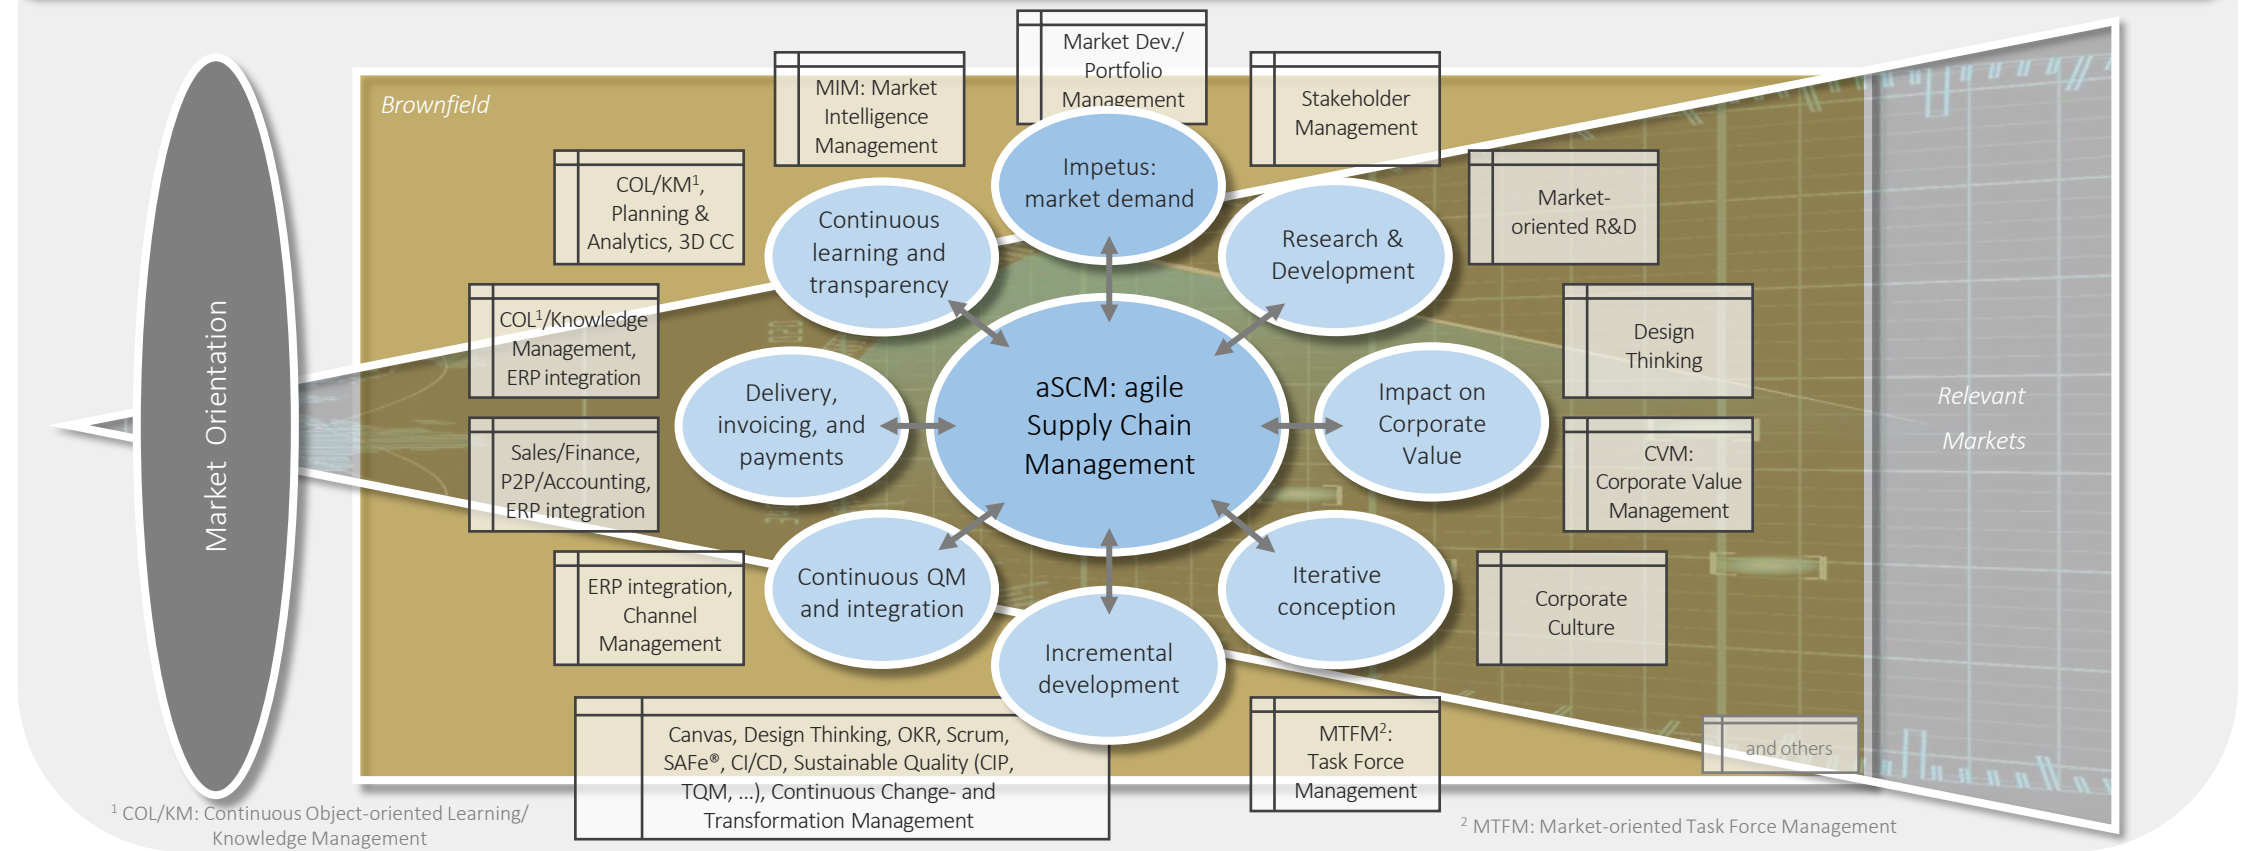 Brownfield
Market Dev./
Portfolio
Management
MIM: Market
Intelligence
Management
Stakeholder
Management
COL/KM¹,
Planning &
Analytics, 3D CC
Market-
oriented R&D
COL¹/Knowledge
Management,
ERP integration
Design
Thinking
Sales/Finance,
P2P/Accounting,
ERP integration
CVM:
Corporate Value
Management
ERP integration,
Channel
Management
Corporate
Culture
Canvas, Design Thinking, OKR, Scrum,
SAFe®, CI/CD, Sustainable Quality (CIP,
TQM, ...), Continuous Change- and
Transformation Management
MTFM²:
Task Force
Management
and others
Impetus:
market demand
Continuous
learning and
transparency
Research &
Development
Delivery,
invoicing, and
payments
aSCM: agile
Supply Chain
Management
Impact on
Corporate
Value
Continuous QM
and integration
Iterative
conception
Incremental
development
Market Orientation
Relevant
Markets
¹ COL/KM: Continuous Object-oriented Learning/
Knowledge Management
² MTFM: Market-oriented Task Force Management